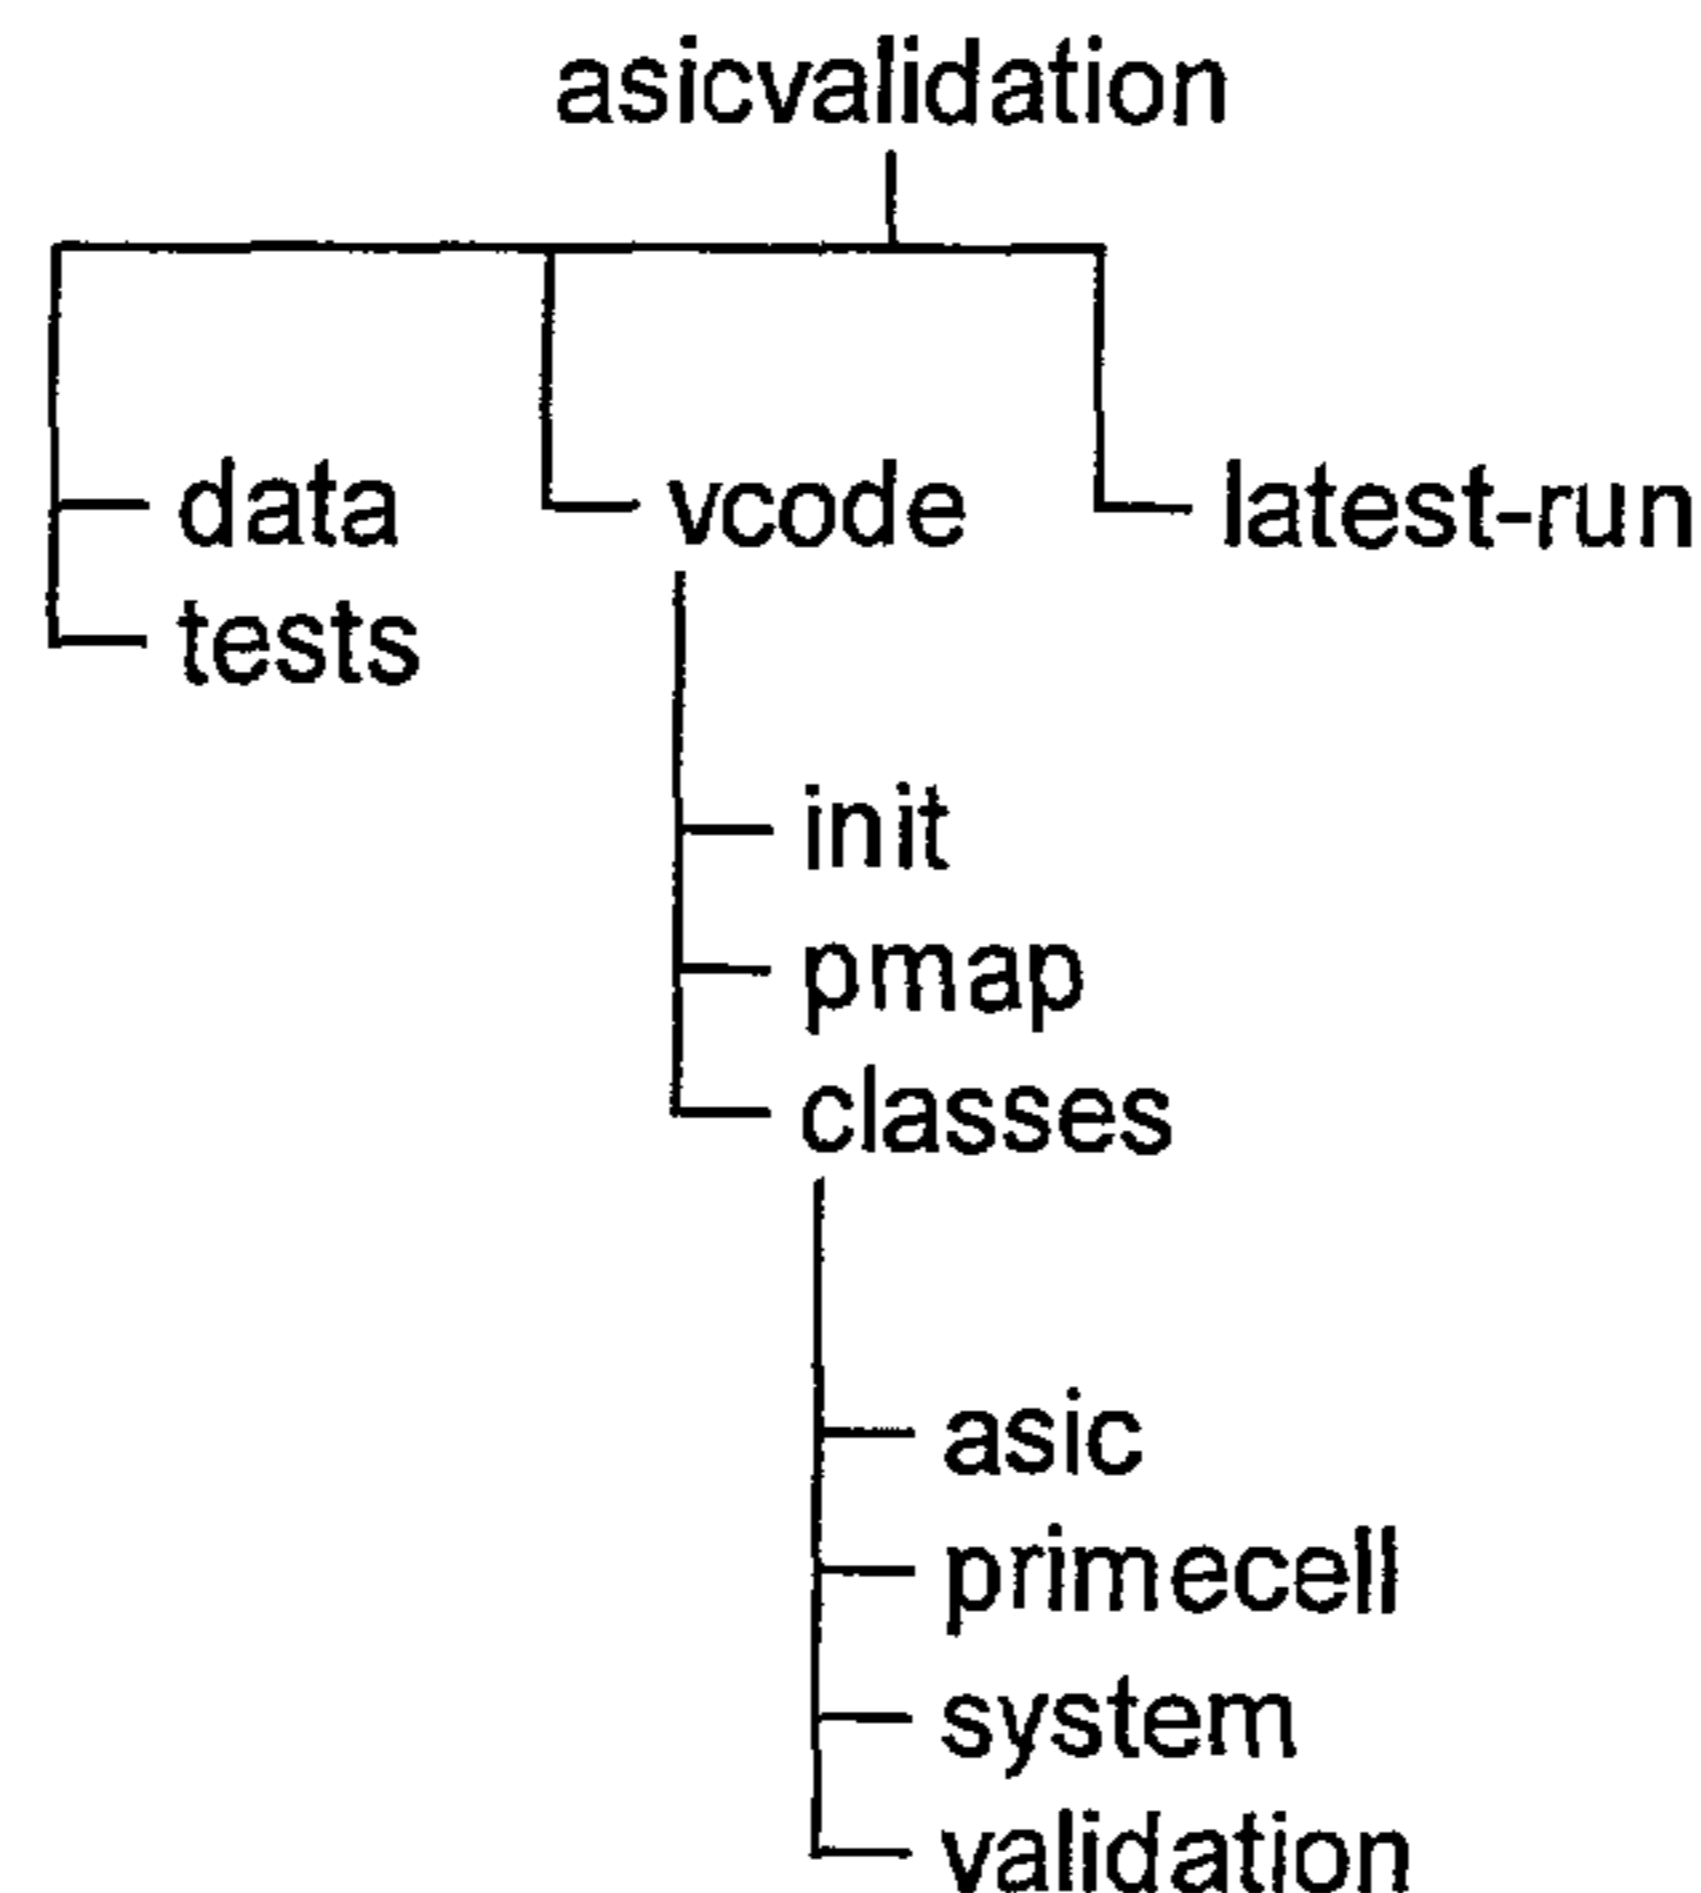 asicvalidation
data
vcode
latest-run
tests
init
pmap
classes
asic
primecell
system
validation